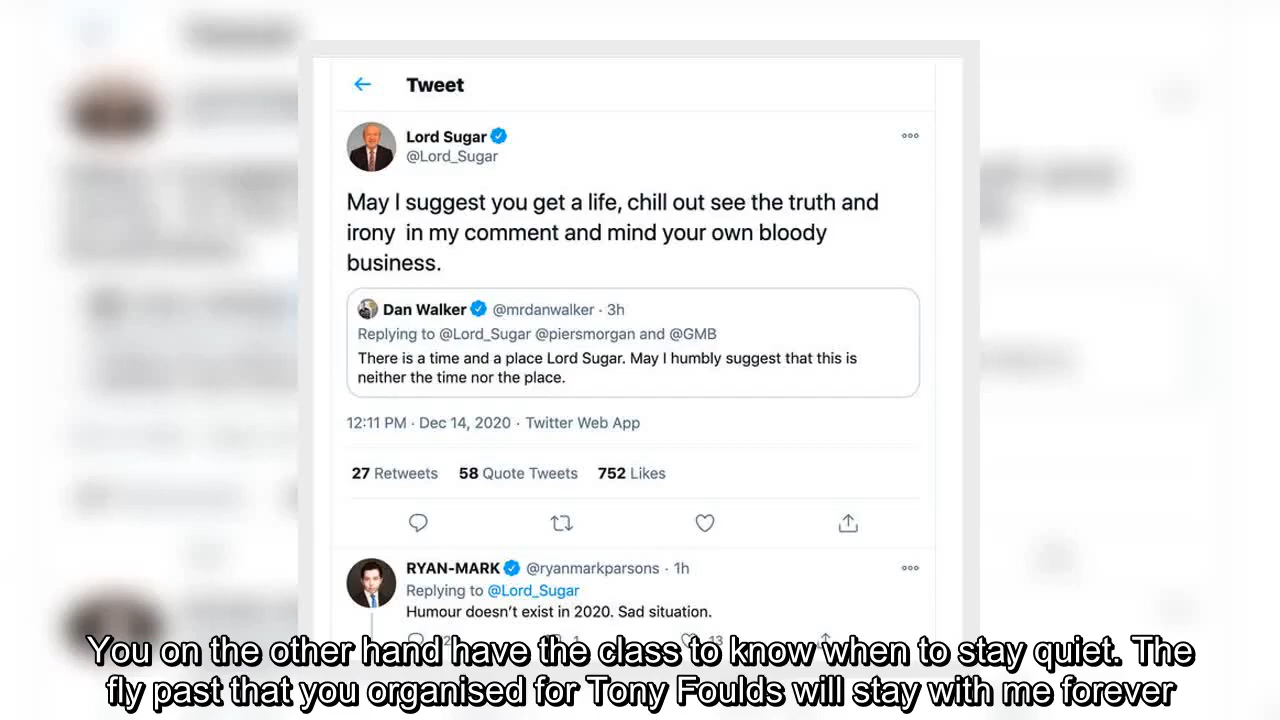 Tweet
Lord Sugar
@Lord_Sugar
May I suggest you get a life, chill out see the truth and
irony in my comment and mind your own bloody
business.
Dan Walker @mrdanwalker · 3h
Replying to @Lord_Sugar @piersmorgan and @GMB
There is a time and a place Lord Sugar. May I humbly suggest that this is
neither the time nor the place.
12:11 PM · Dec 14, 2020 · Twitter Web App
27 Retweets 58 Quote Tweets 752 Likes
RYAN-MARK @ryanmarkparsons · 1h
Replying to @Lord_Sugar
Humour doesn't exist in 2020. Sad situation.
You on the other hand have the class to know when to stay quiet. The
fly past that you organised for Tony Foulds will stay with me forever